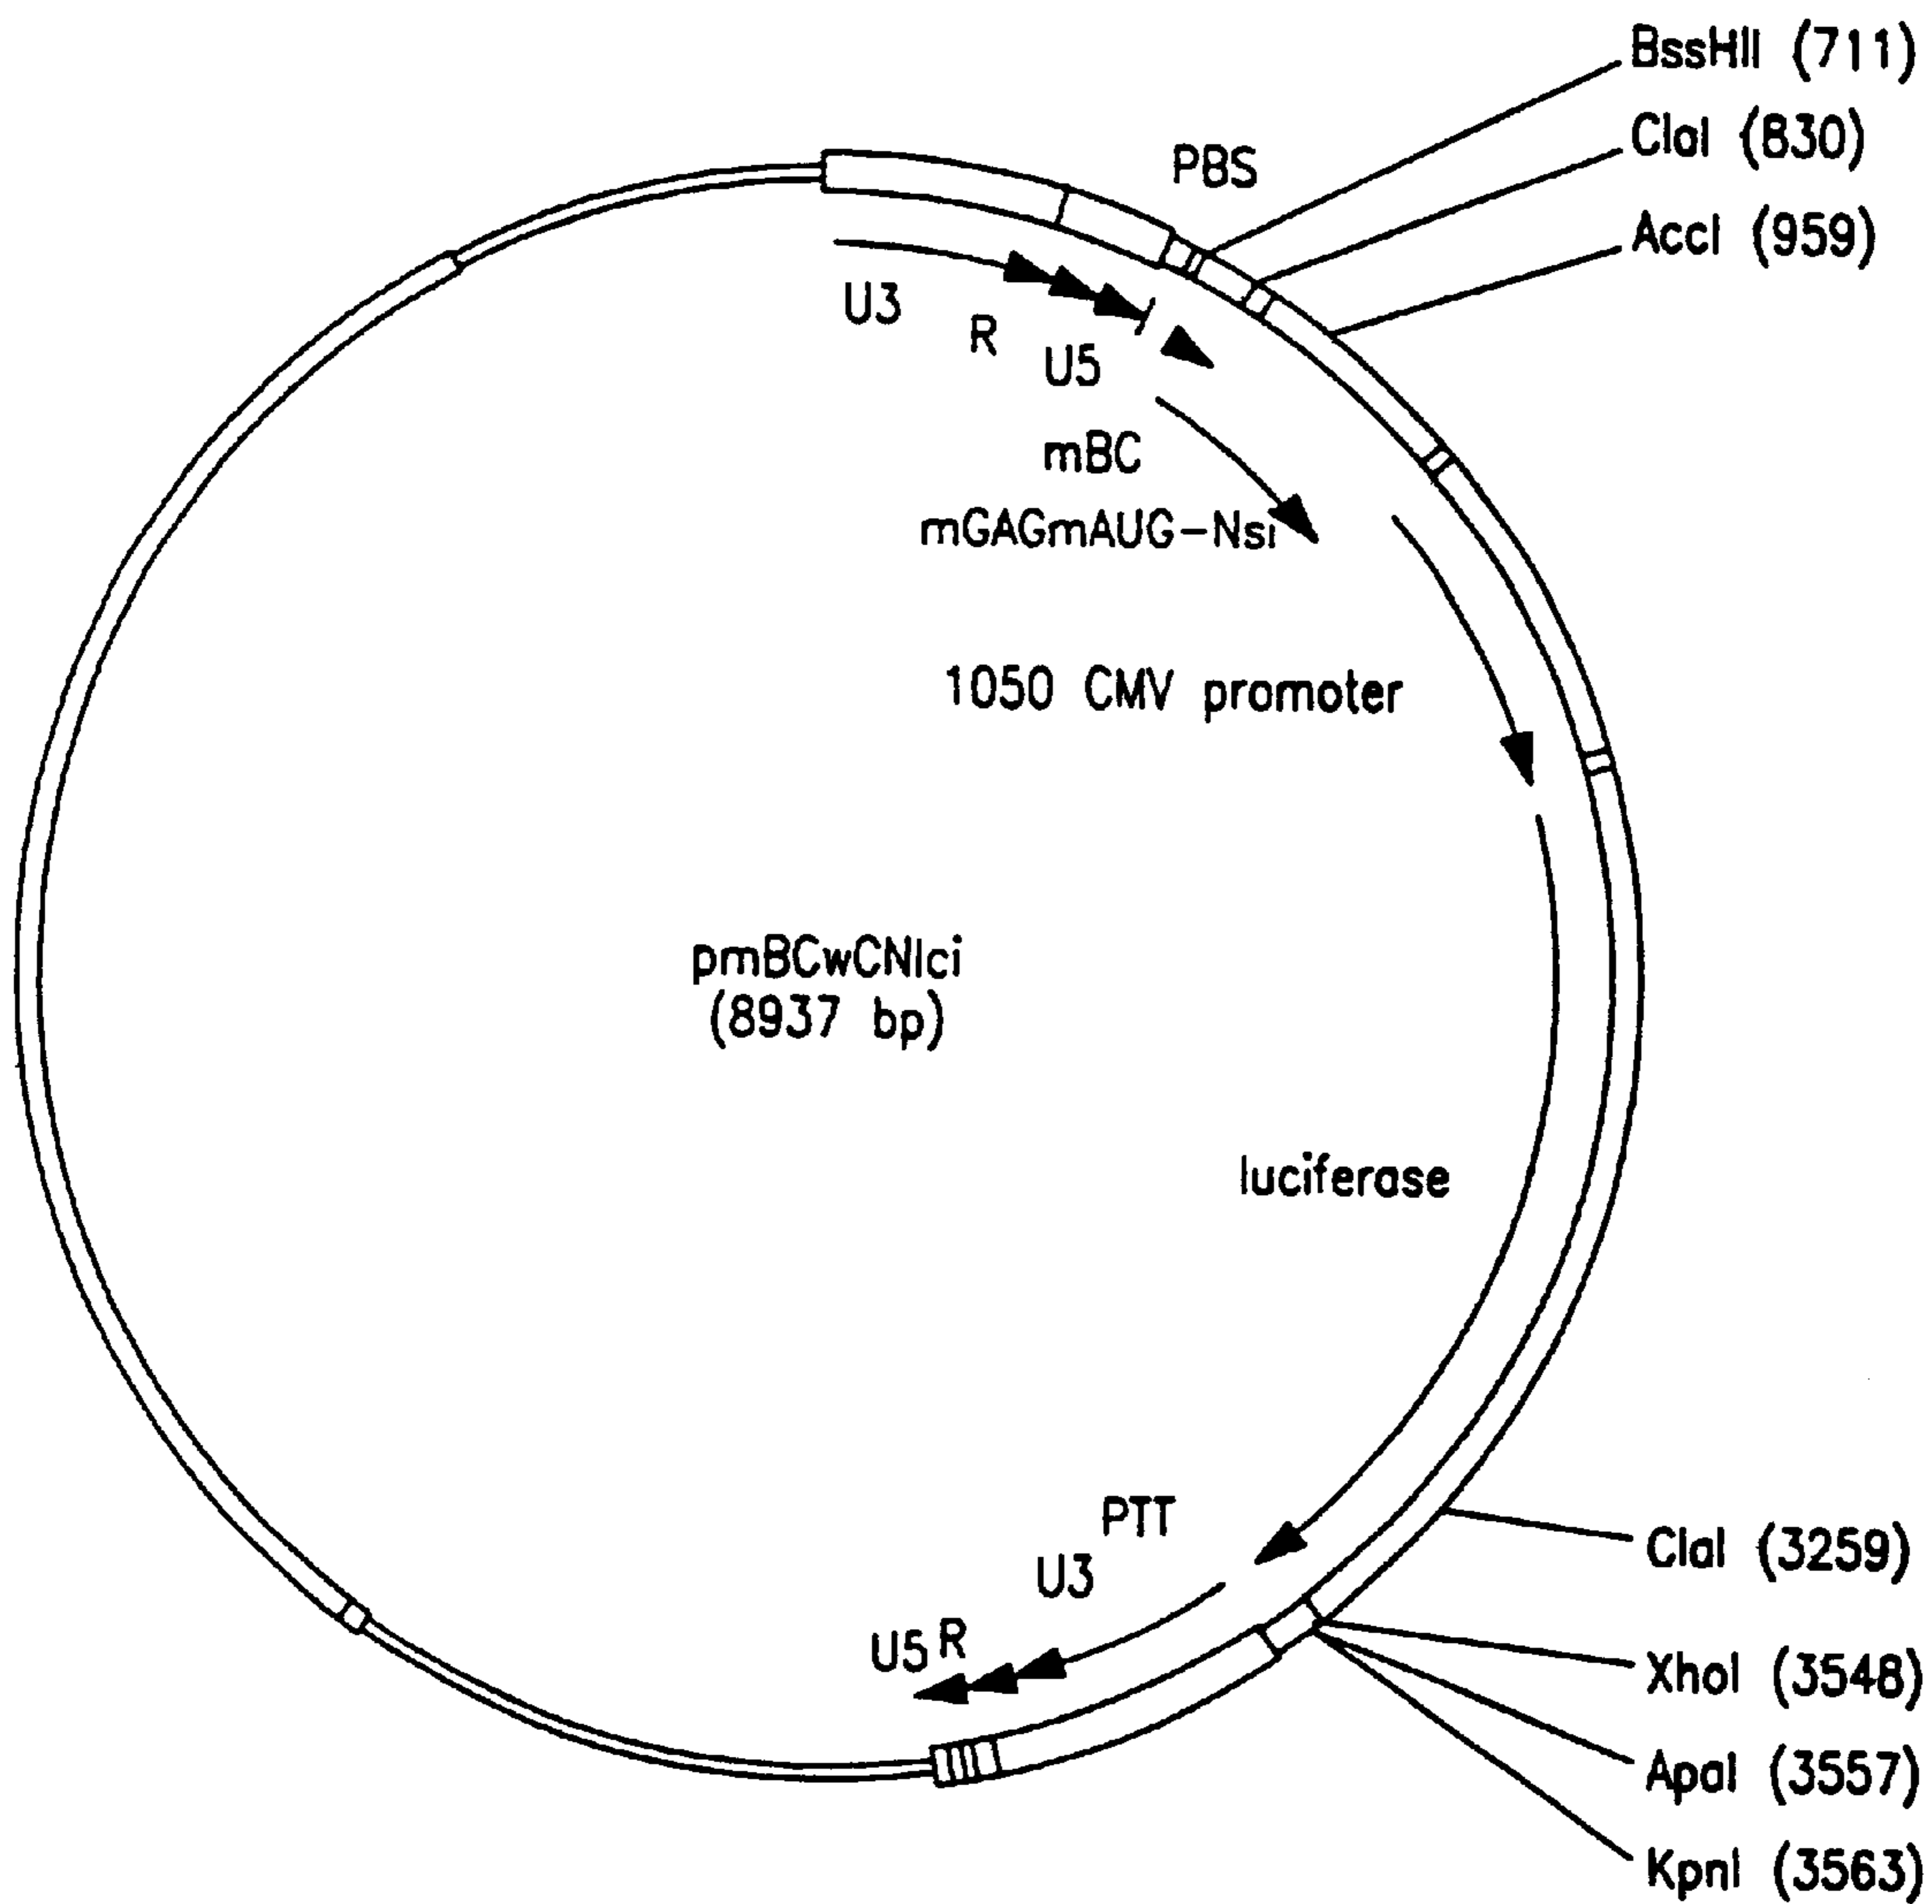 BssHII (711)
ClaI (830)
AccI (959)
PBS
U3
R
U5
mBC
mGAGmAUG-Nsi
1050 CMV promoter
pmBCwCNlci
(8937 bp)
luciferase
PTT
U3
R
U5
ClaI (3259)
XhoI (3548)
ApaI (3557)
KpnI (3563)